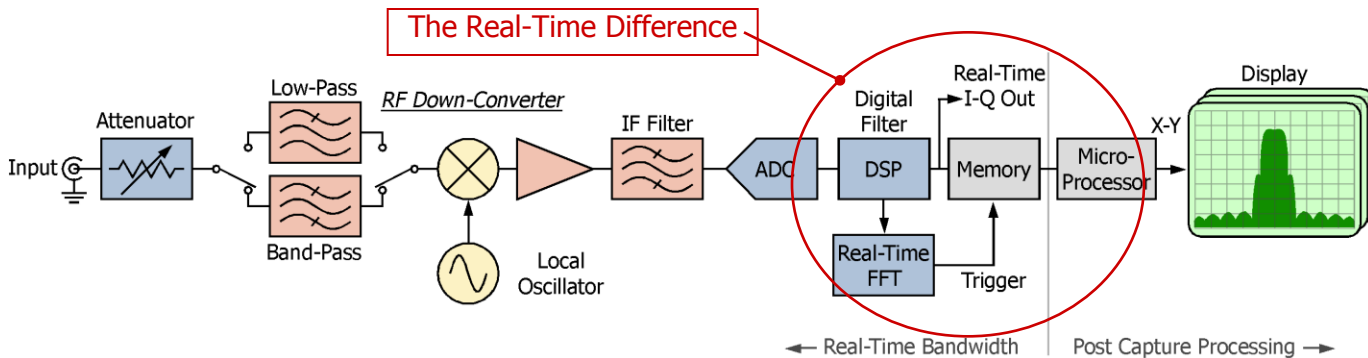 The Real-Time Difference
Low-Pass
RF Down-Converter
Attenuator
Input
Band-Pass
Local
Oscillator
IF Filter
ADC
Digital
Filter
DSP
Real-Time
I-Q Out
Memory
Real-Time
FFT
Trigger
Micro-
Processor
X-Y
Display
Real-Time Bandwidth
Post Capture Processing